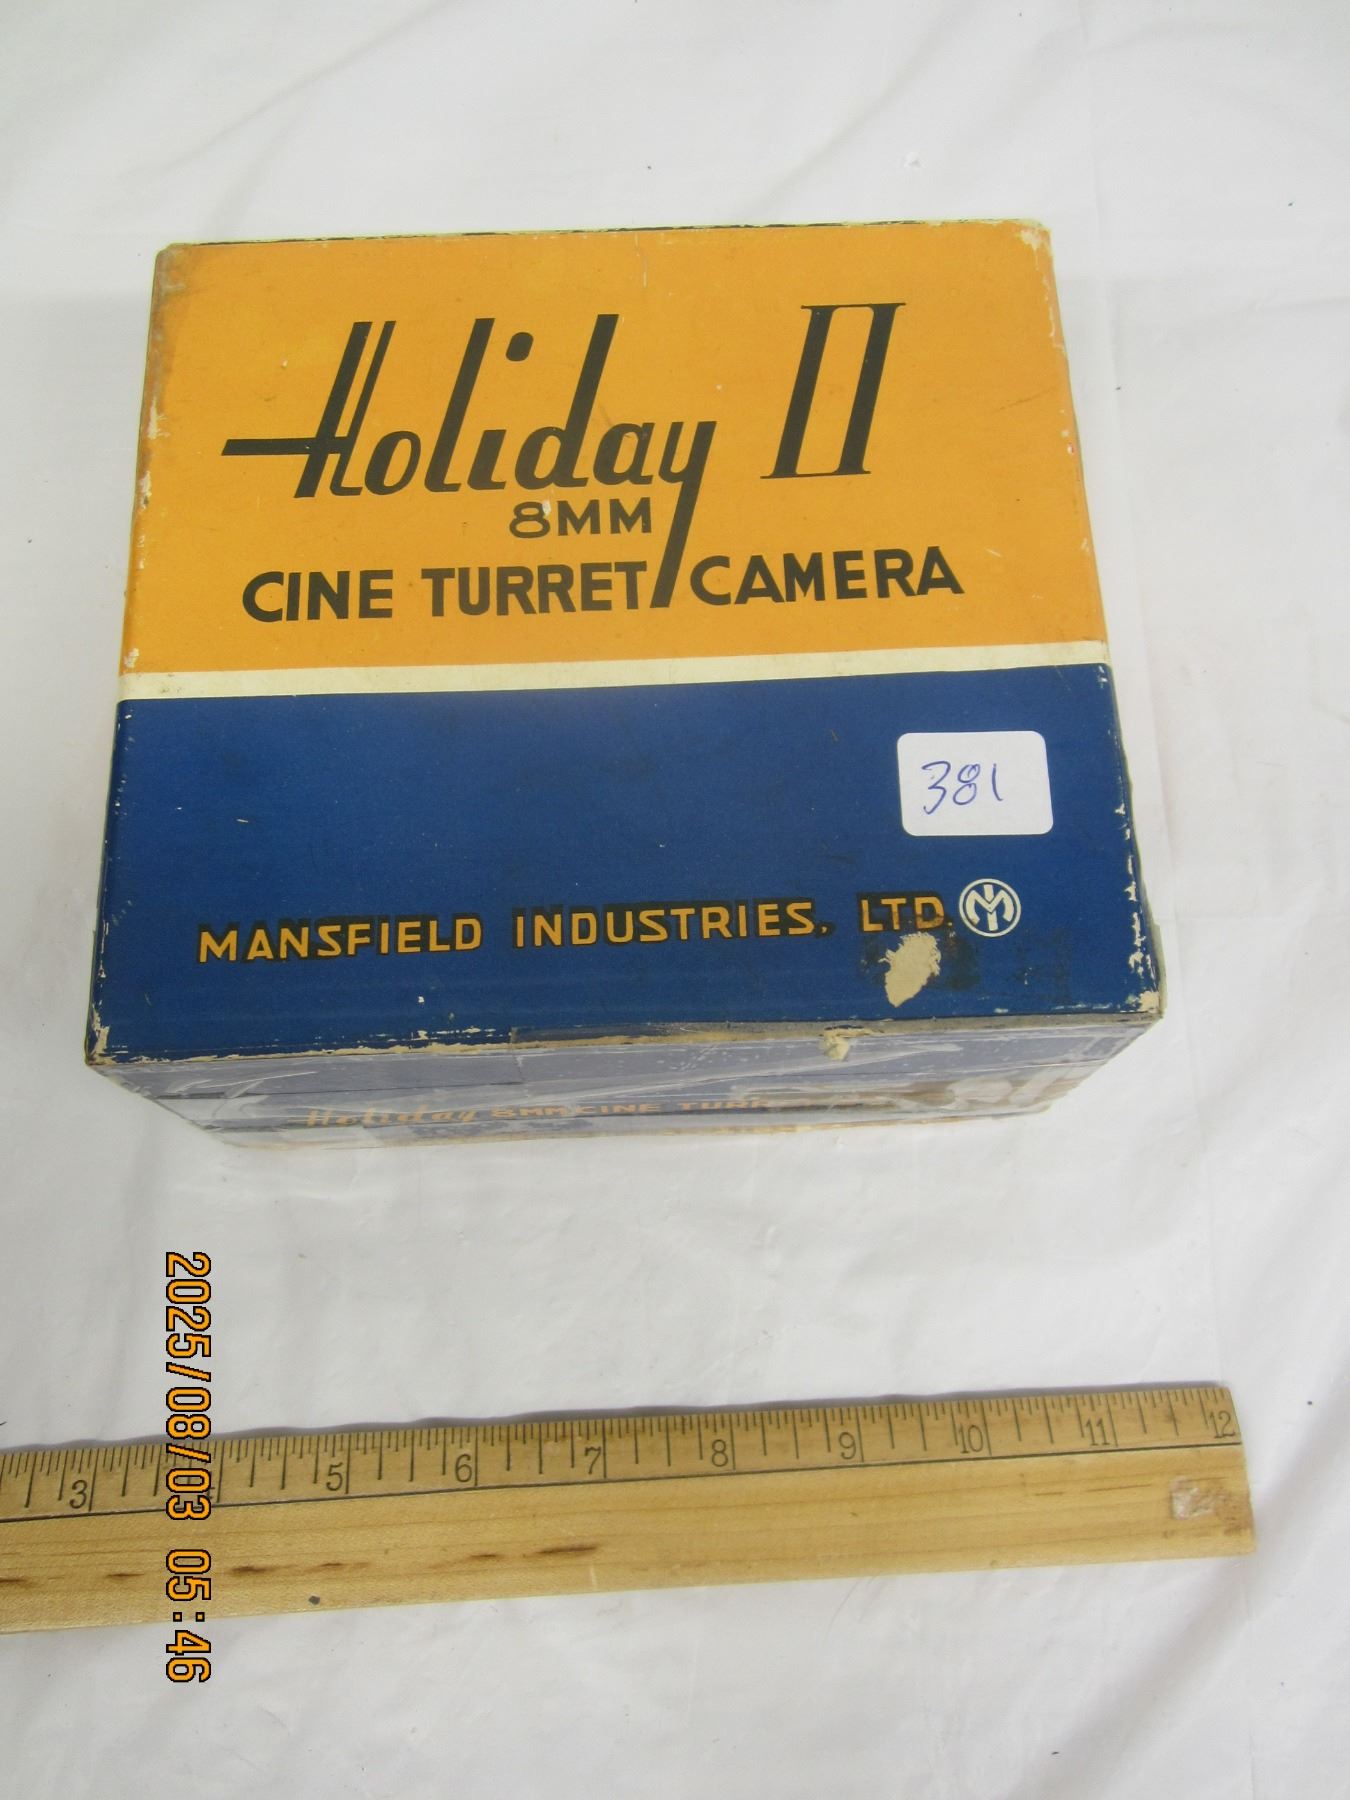 Holiday II
8MM
CINE TURRET CAMERA
381
MANSFIELD INDUSTRIES, LTD.
Holiday 8MM CINE
2025/08/03 05:46
3 4 5 6 7 8 9 10 11 12